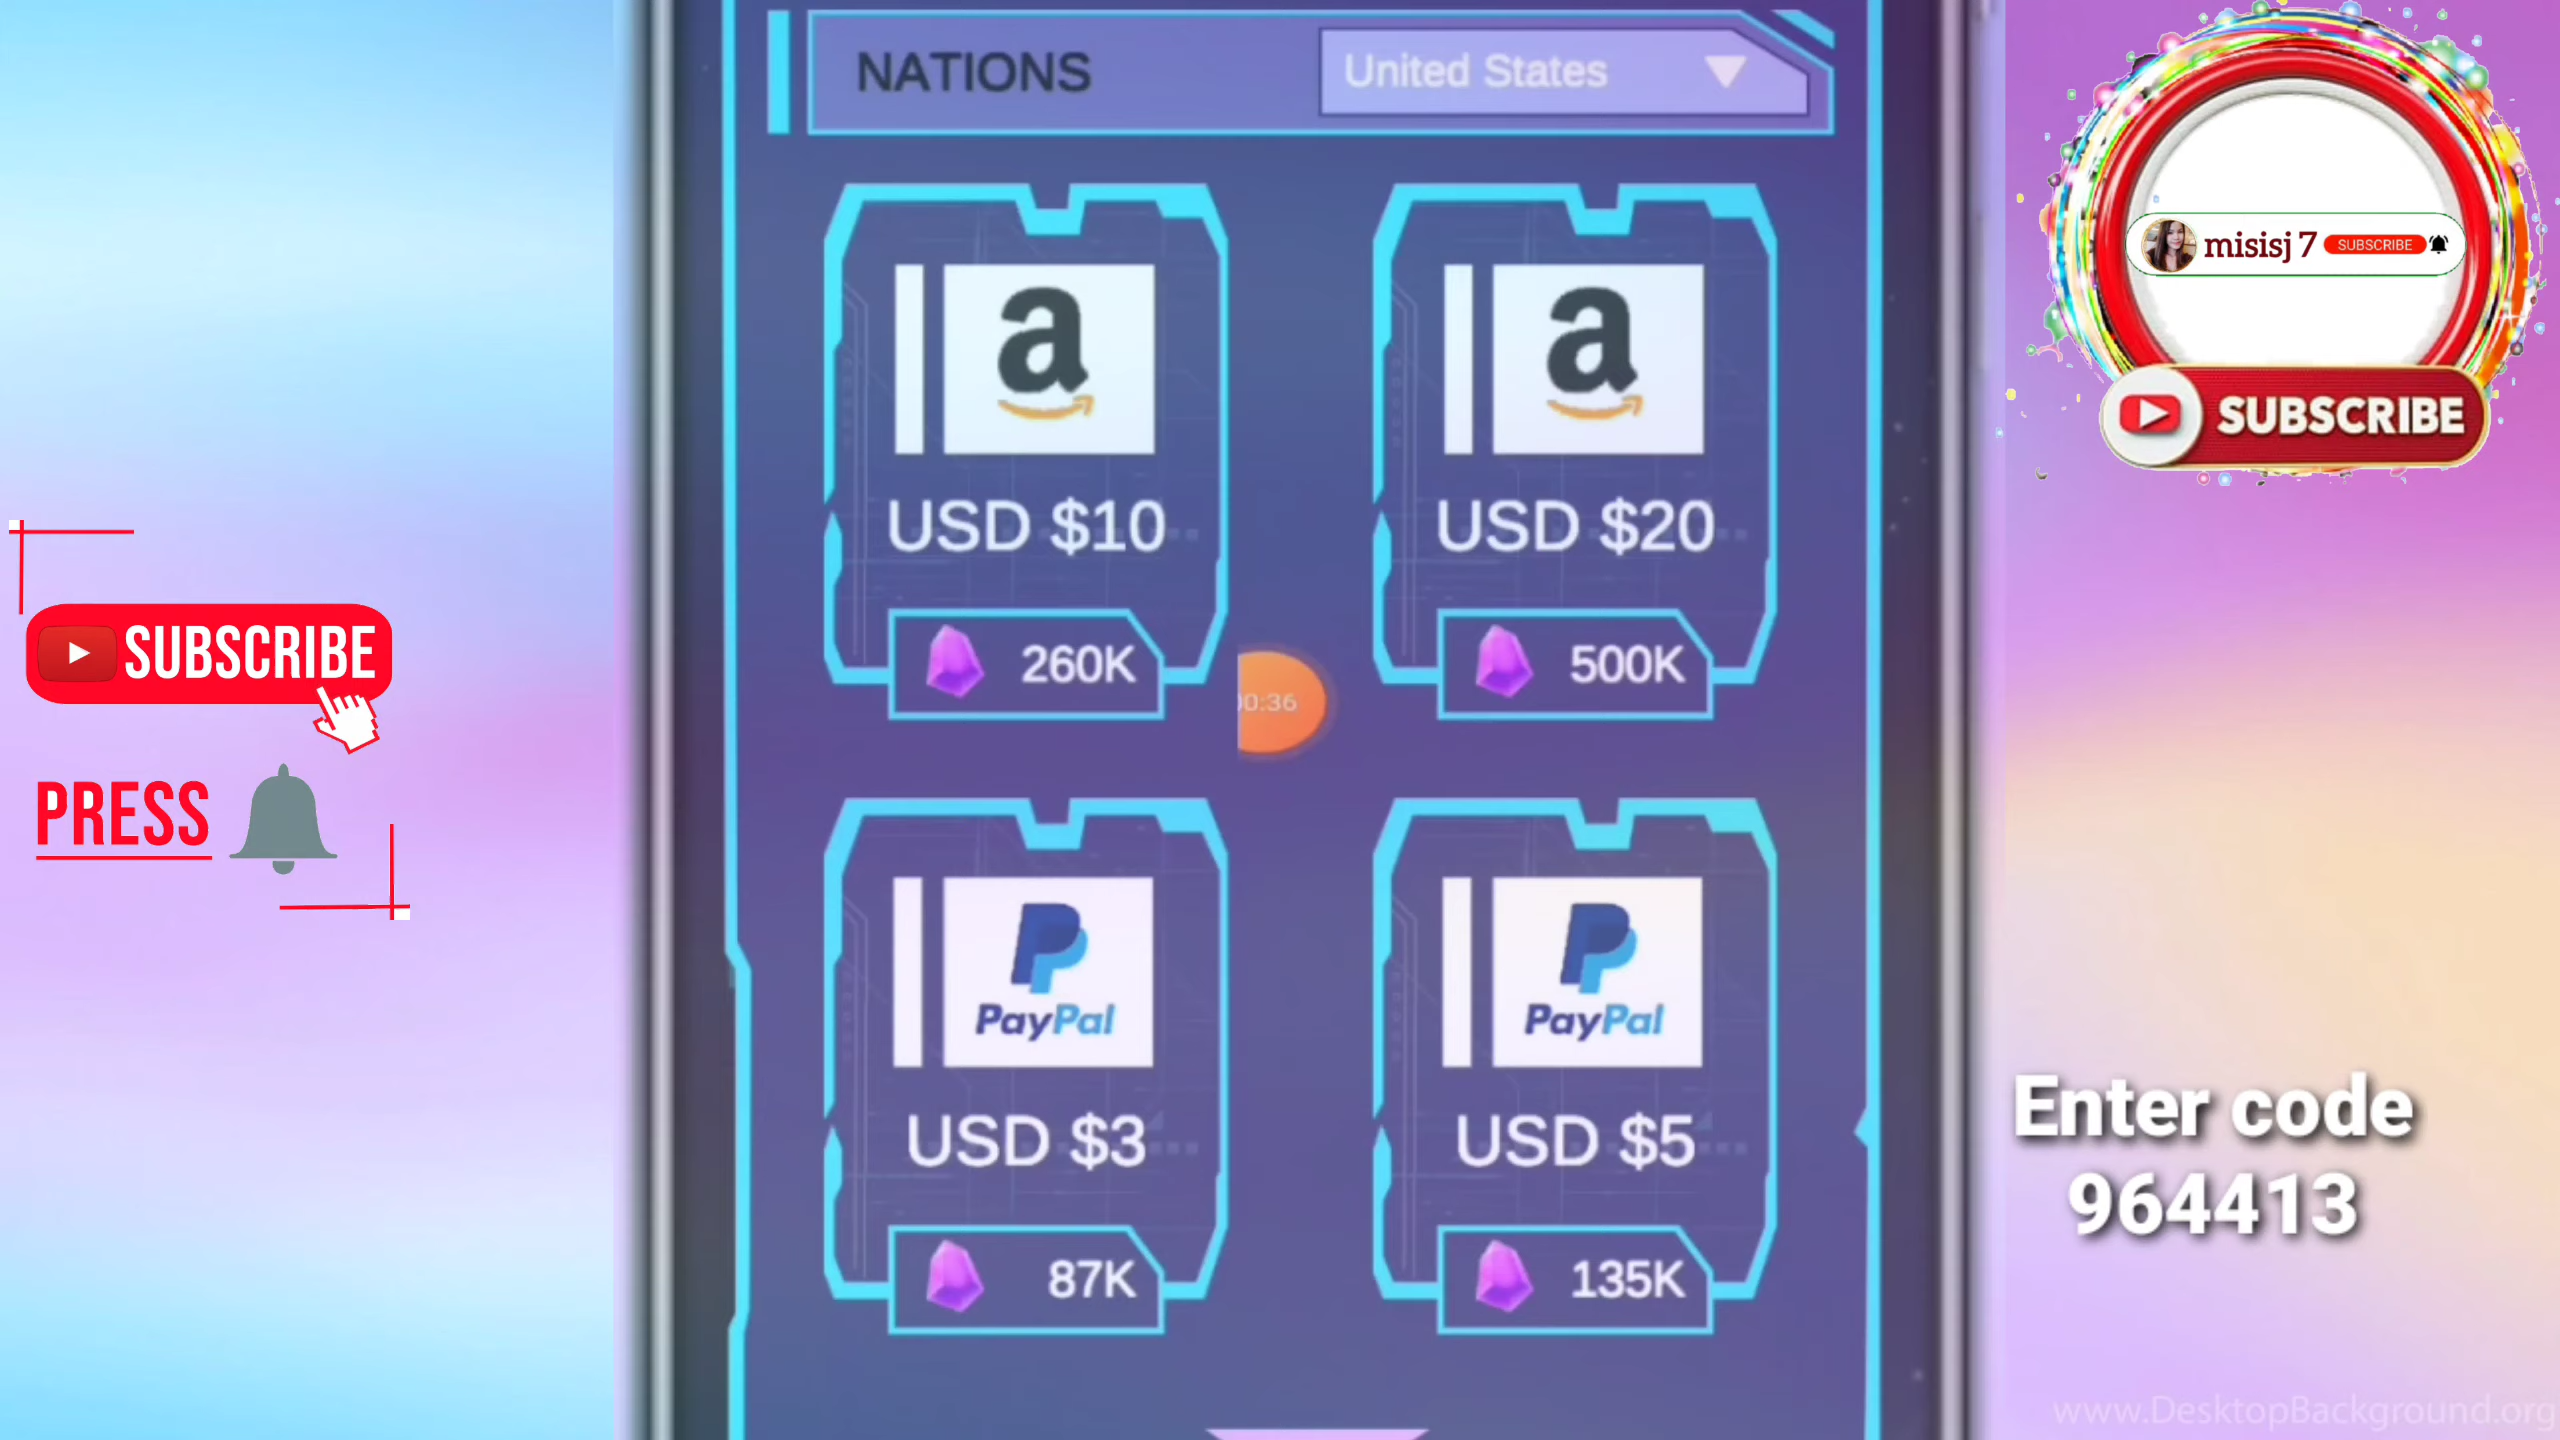 NATIONS
United States
a
a
USD $10
USD $20
260K
500K
00:36
PayPal
PayPal
USD $3
USD $5
87K
135K
SUBSCRIBE
PRESS
misisj 7 SUBSCRIBE
SUBSCRIBE
Enter code
964413
www.DesktopBackground.org